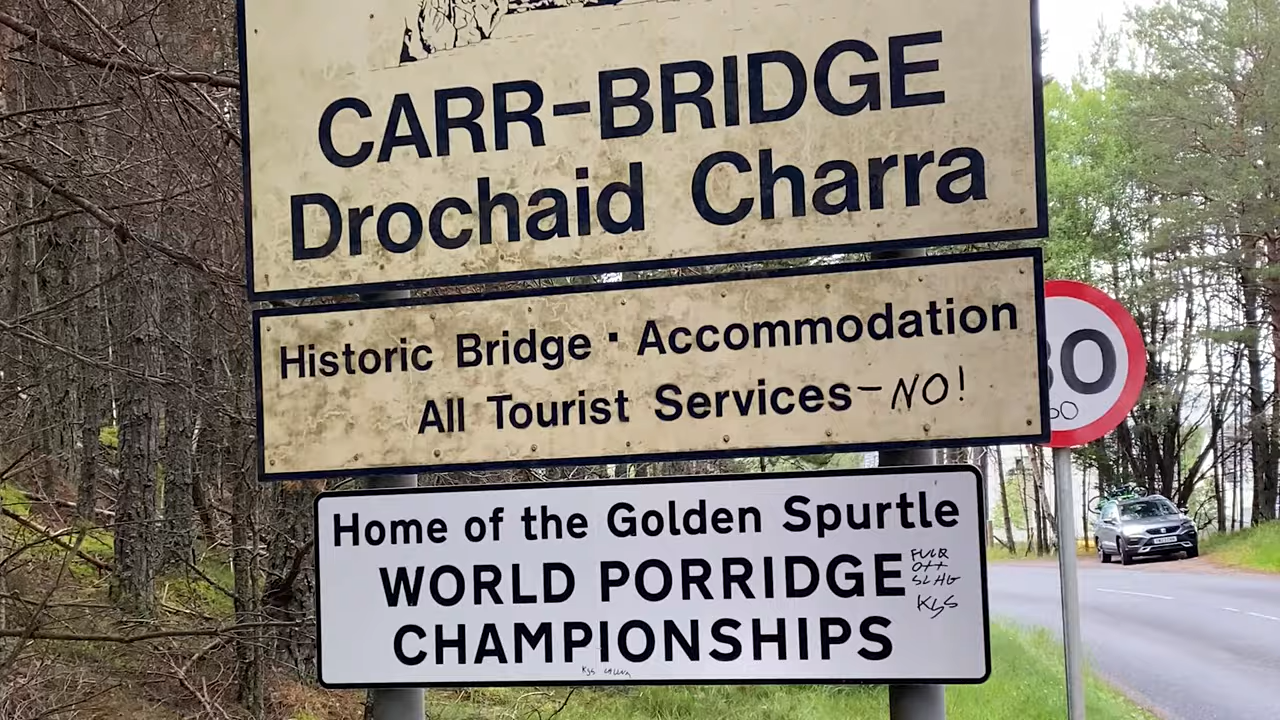 CARR-BRIDGE
Drochaid Charra
Historic Bridge · Accommodation
All Tourist Services - NO!
30
Home of the Golden Spurtle
WORLD PORRIDGE
CHAMPIONSHIPS